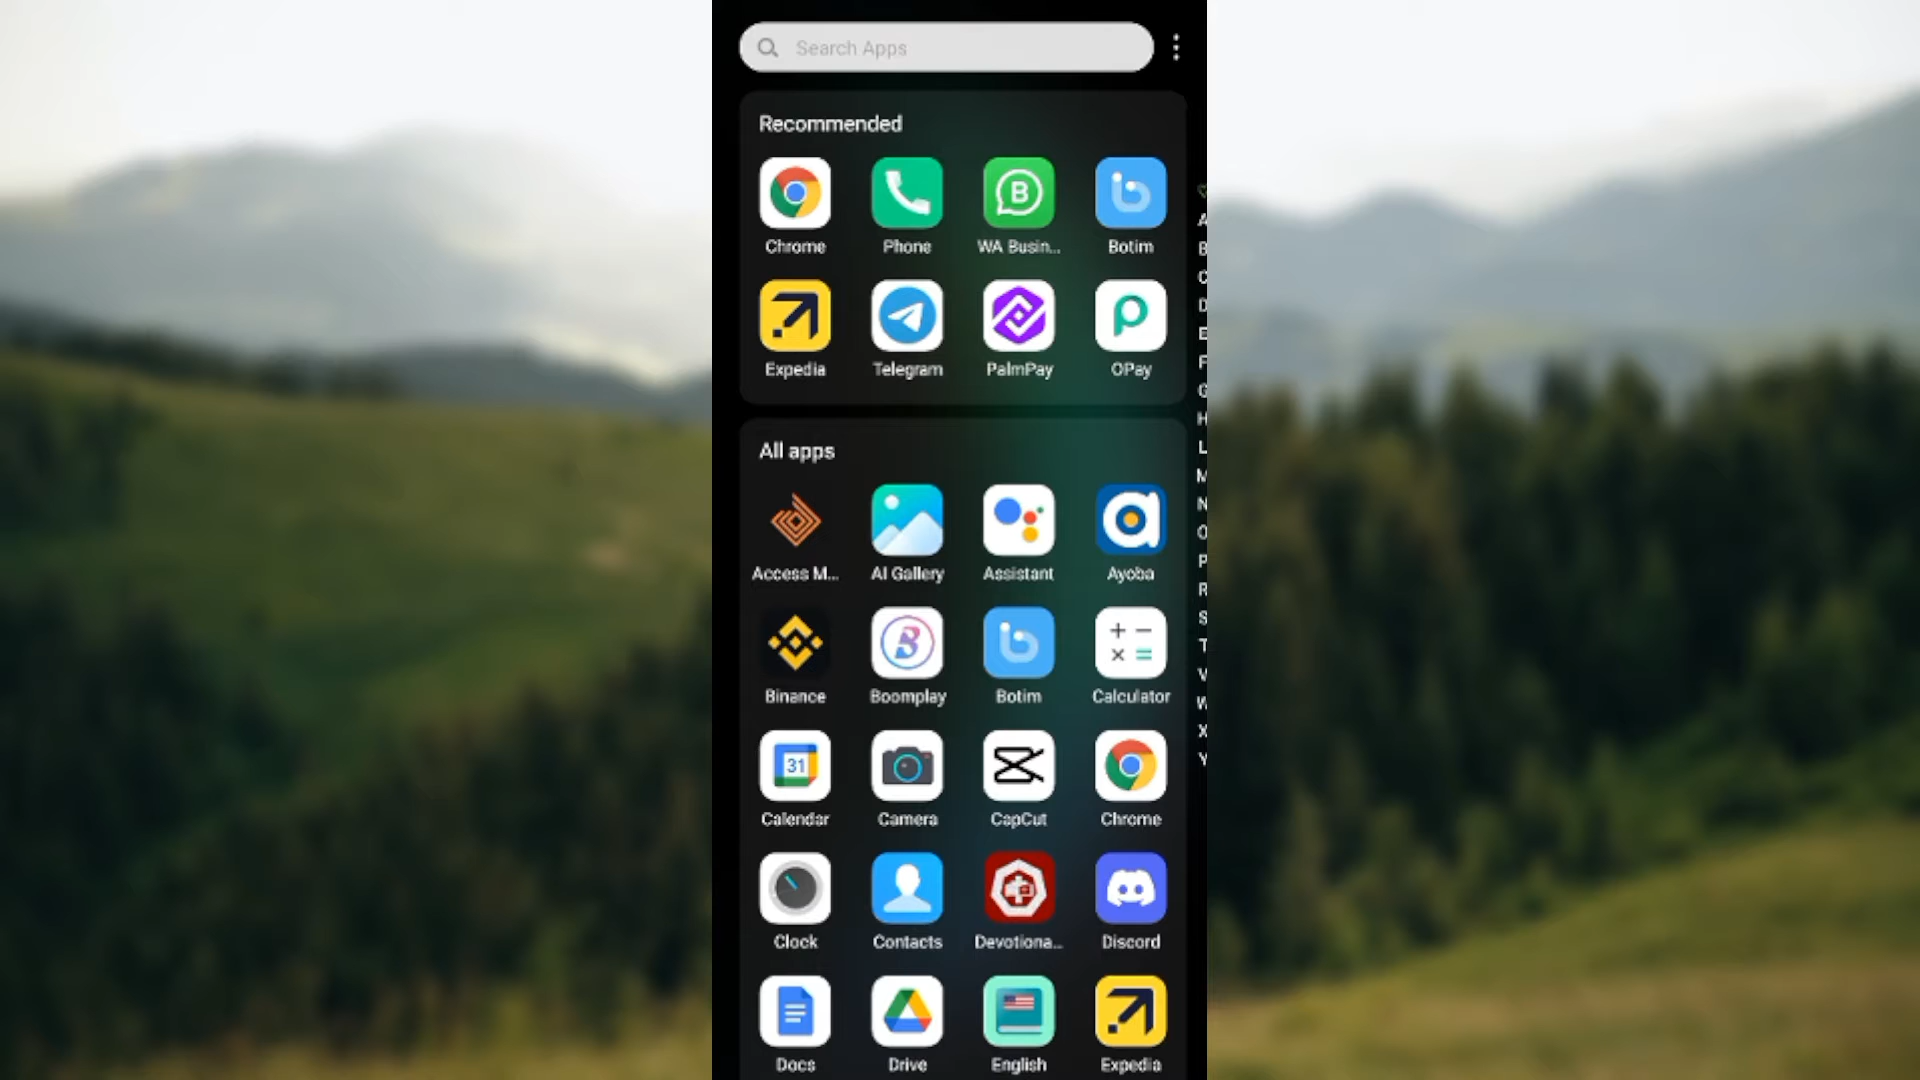 Search Apps
Recommended
Chrome Phone WA Busin... Botim
Expedia Telegram PalmPay OPay
All apps
Access M... AI Gallery Assistant Ayoba
Binance Boomplay Botim Calculator
31
Calendar Camera CapCut Chrome
Clock Contacts Devotiona... Discord
Docs Drive English Expedia
A
B
C
D
E
F
G
H
L
M
N
O
P
R
S
T
V
W
X
Y